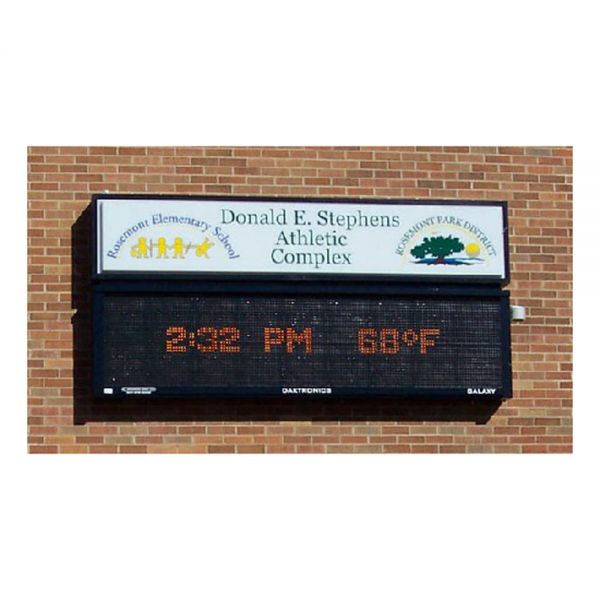 Rosemont Elementary School
Donald E. Stephens
Athletic
Complex
ROSEMONT PARK DISTRICT
2:32 PM 68°F
DAKTRONICS
GALAXY